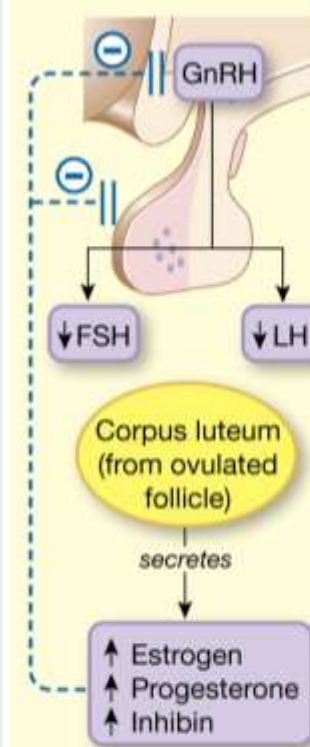 GnRH
↓FSH
↓LH
Corpus luteum
(from ovulated
follicle)
secretes
↑ Estrogen
↑ Progesterone
↑ Inhibin